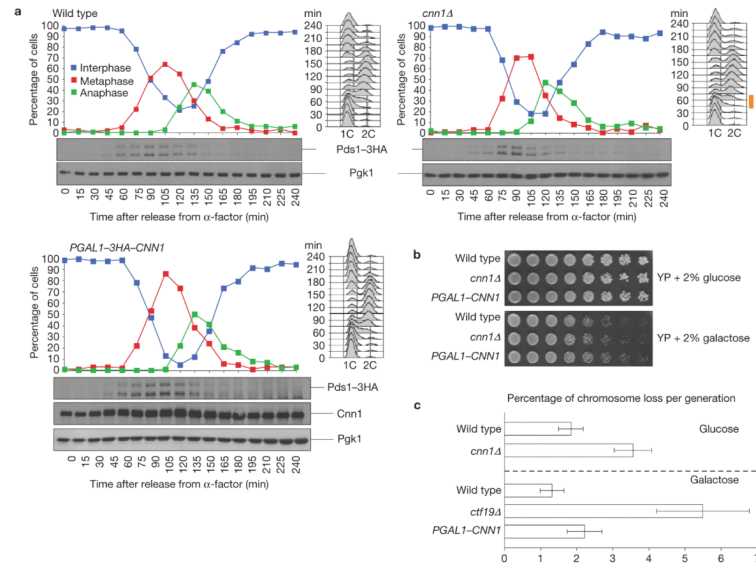 a
Wild type
Percentage of cells
100
90
80
70
60
50
40
30
20
10
0
Interphase
Metaphase
Anaphase
min
240
220
200
180
150
120
90
60
30
0
1C 2C
cnn1Δ
Percentage of cells
100
90
80
70
60
50
40
30
20
10
0
min
240
220
200
180
150
120
90
60
30
0
1C 2C
Pds1–3HA
Pgk1
0 15 30 45 60 75 90 105 120 135 150 165 180 195 210 225 240
Time after release from α-factor (min)
0 15 30 45 60 75 90 105 120 135 150 165 180 195 210 225 240
Time after release from α-factor (min)
PGAL1–3HA–CNN1
Percentage of cells
100
90
80
70
60
50
40
30
20
10
0
min
240
220
200
180
150
120
90
60
30
0
1C 2C
Pds1–3HA
Cnn1
Pgk1
0 15 30 45 60 75 90 105 120 135 150 165 180 195 210 225 240
Time after release from α-factor (min)
b
Wild type
cnn1Δ
PGAL1–CNN1
YP + 2% glucose
Wild type
cnn1Δ
PGAL1–CNN1
YP + 2% galactose
c
Percentage of chromosome loss per generation
Wild type
Glucose
cnn1Δ
Galactose
Wild type
ctf19Δ
PGAL1–CNN1
0 1 2 3 4 5 6 7